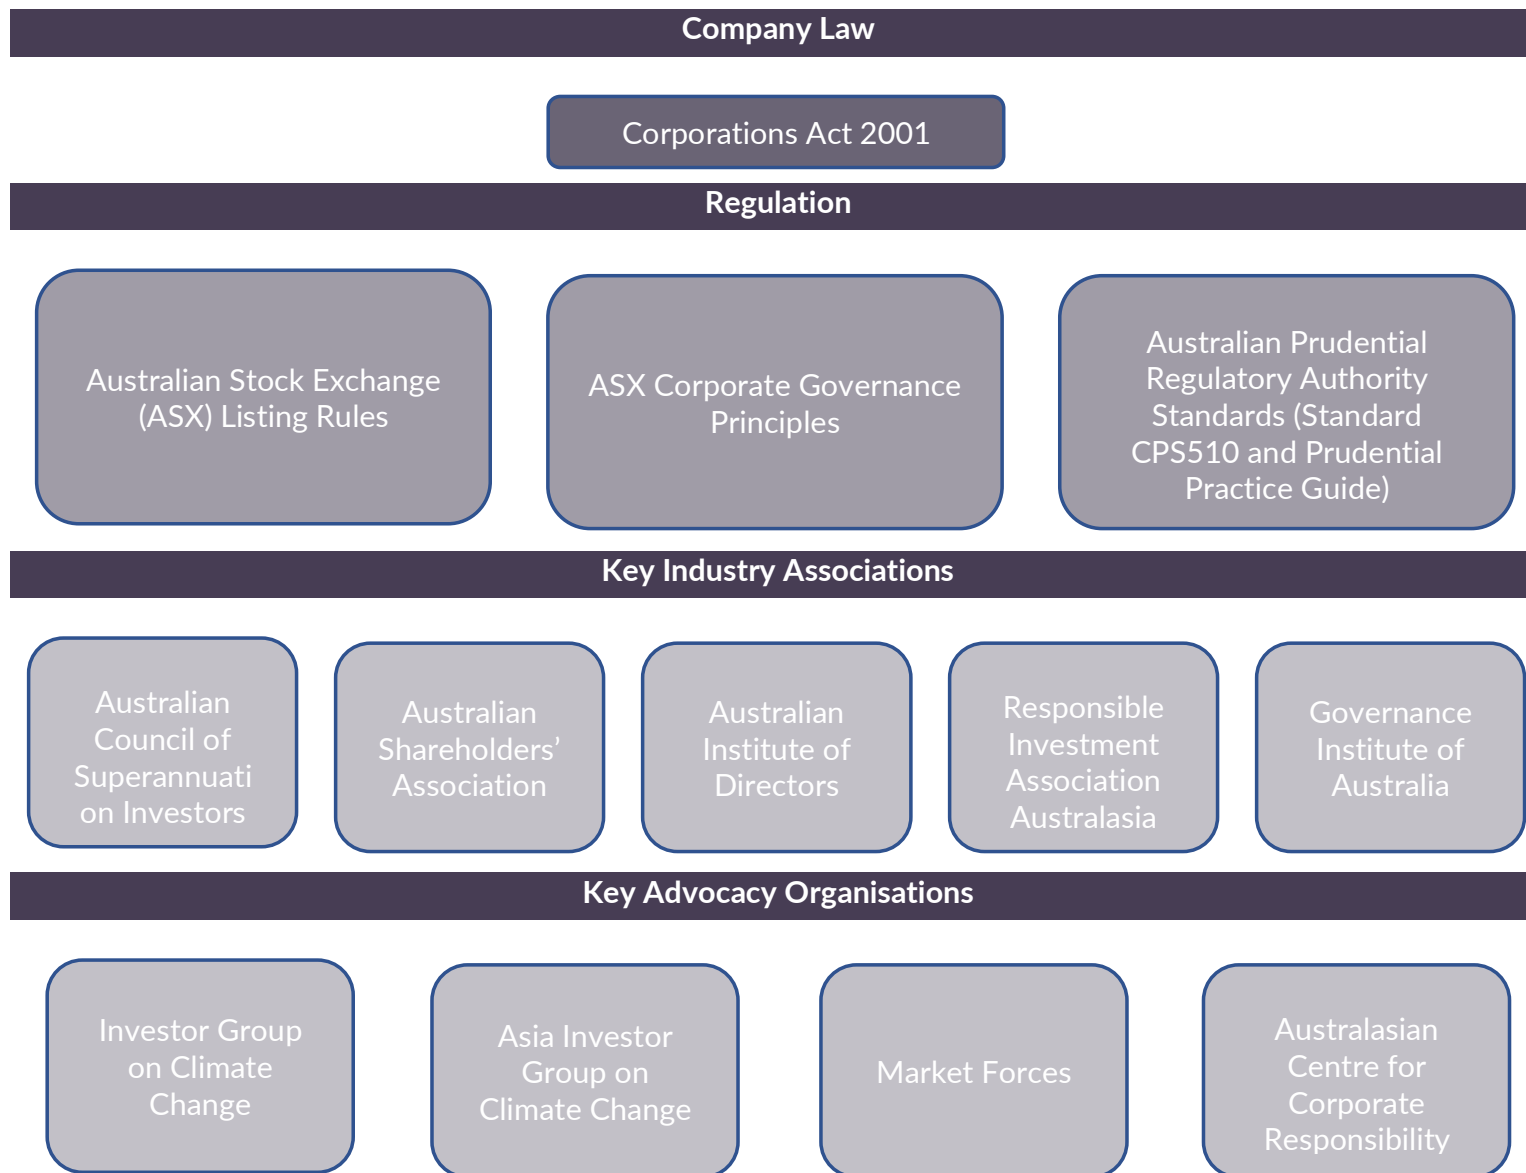 Company Law
Corporations Act 2001
Regulation
Australian Stock Exchange
(ASX) Listing Rules
ASX Corporate Governance
Principles
Australian Prudential
Regulatory Authority
Standards (Standard
CPS510 and Prudential
Practice Guide)
Key Industry Associations
Australian
Council of
Superannuati
on Investors
Australian
Shareholders’
Association
Australian
Institute of
Directors
Responsible
Investment
Association
Australasia
Governance
Institute of
Australia
Key Advocacy Organisations
Investor Group
on Climate
Change
Asia Investor
Group on
Climate Change
Market Forces
Australasian
Centre for
Corporate
Responsibility